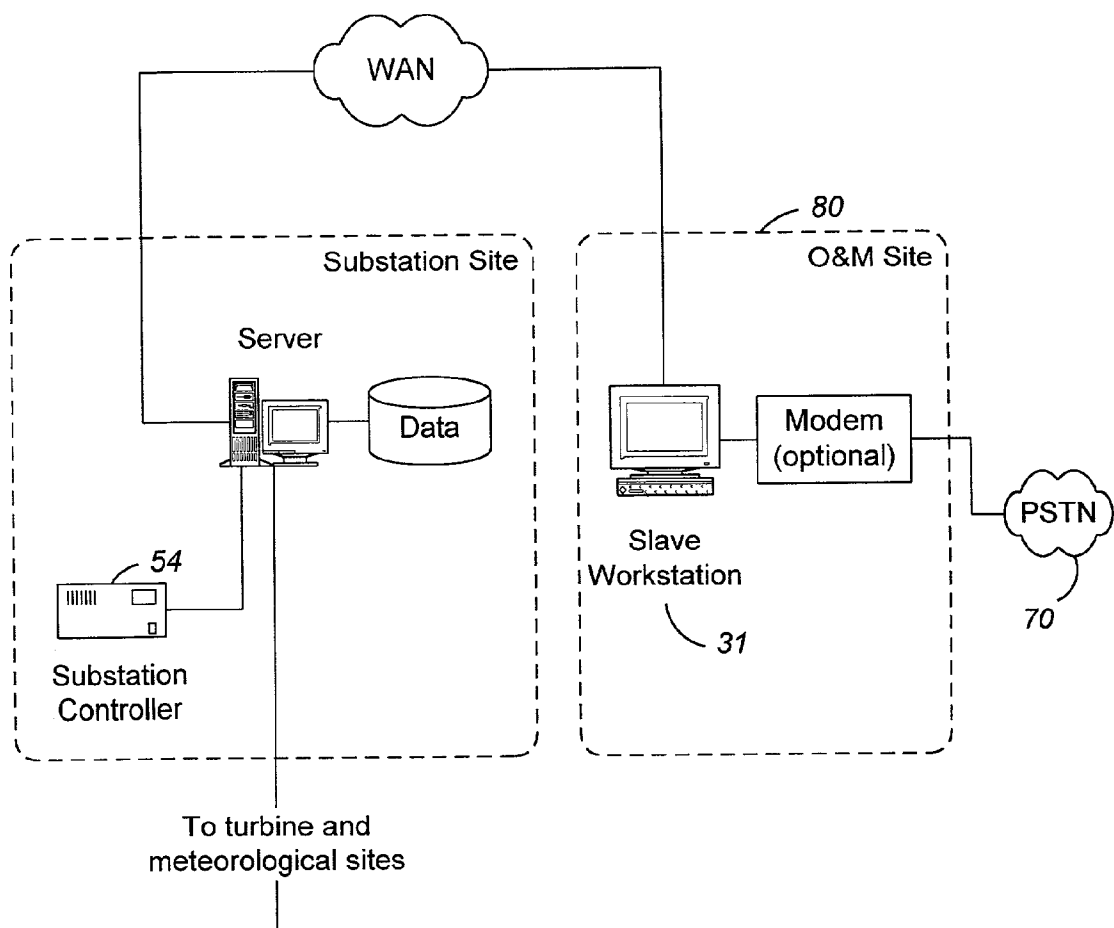 WAN
80
Substation Site
O&M Site
Server
Data
Modem
(optional)
PSTN
70
Slave
Workstation
31
54
Substation
Controller
To turbine and
meteorological sites